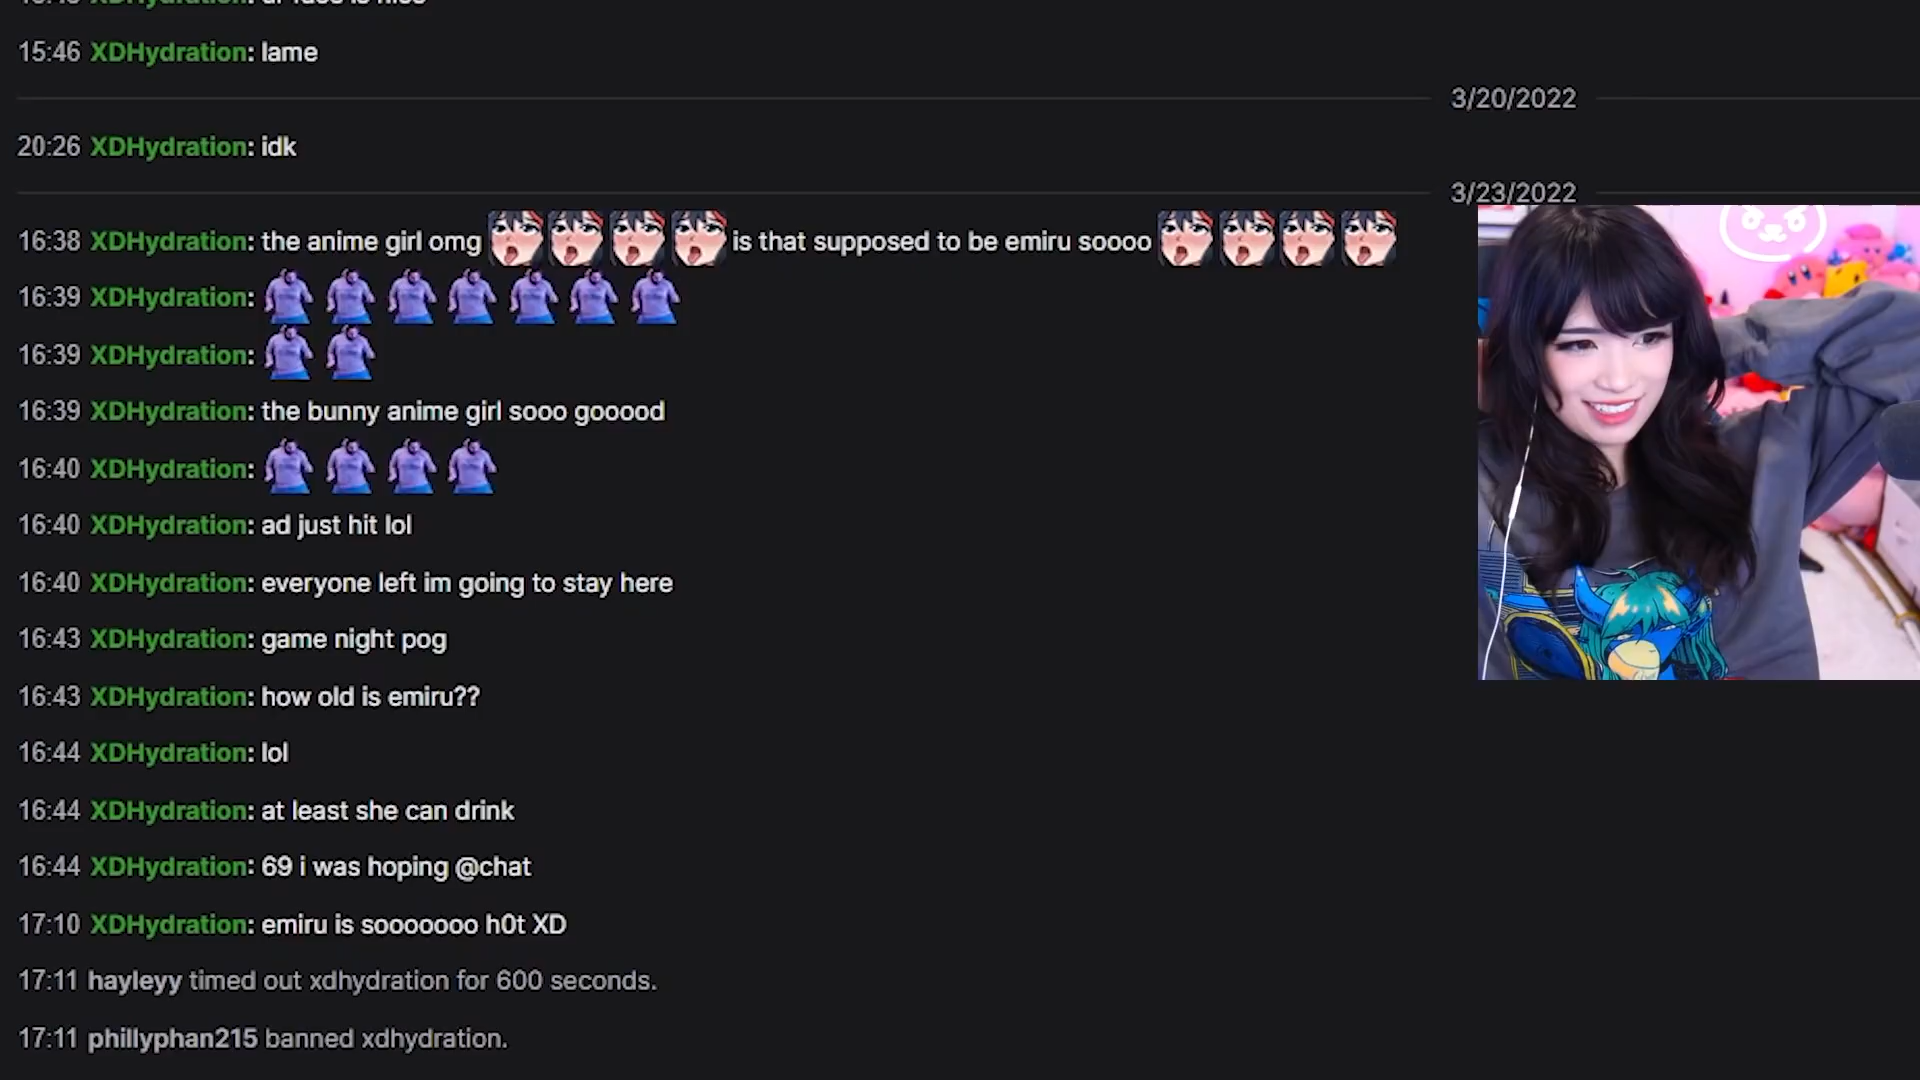 15:46 XDHydration: lame
3/20/2022
20:26 XDHydration: idk
3/23/2022
16:38 XDHydration: the anime girl omg is that supposed to be emiru soooo
16:39 XDHydration:
16:39 XDHydration:
16:39 XDHydration: the bunny anime girl sooo gooood
16:40 XDHydration:
16:40 XDHydration: ad just hit lol
16:40 XDHydration: everyone left im going to stay here
16:43 XDHydration: game night pog
16:43 XDHydration: how old is emiru??
16:44 XDHydration: lol
16:44 XDHydration: at least she can drink
16:44 XDHydration: 69 i was hoping @chat
17:10 XDHydration: emiru is sooooooo h0t XD
17:11 hayleyy timed out xdhydration for 600 seconds.
17:11 phillyphan215 banned xdhydration.